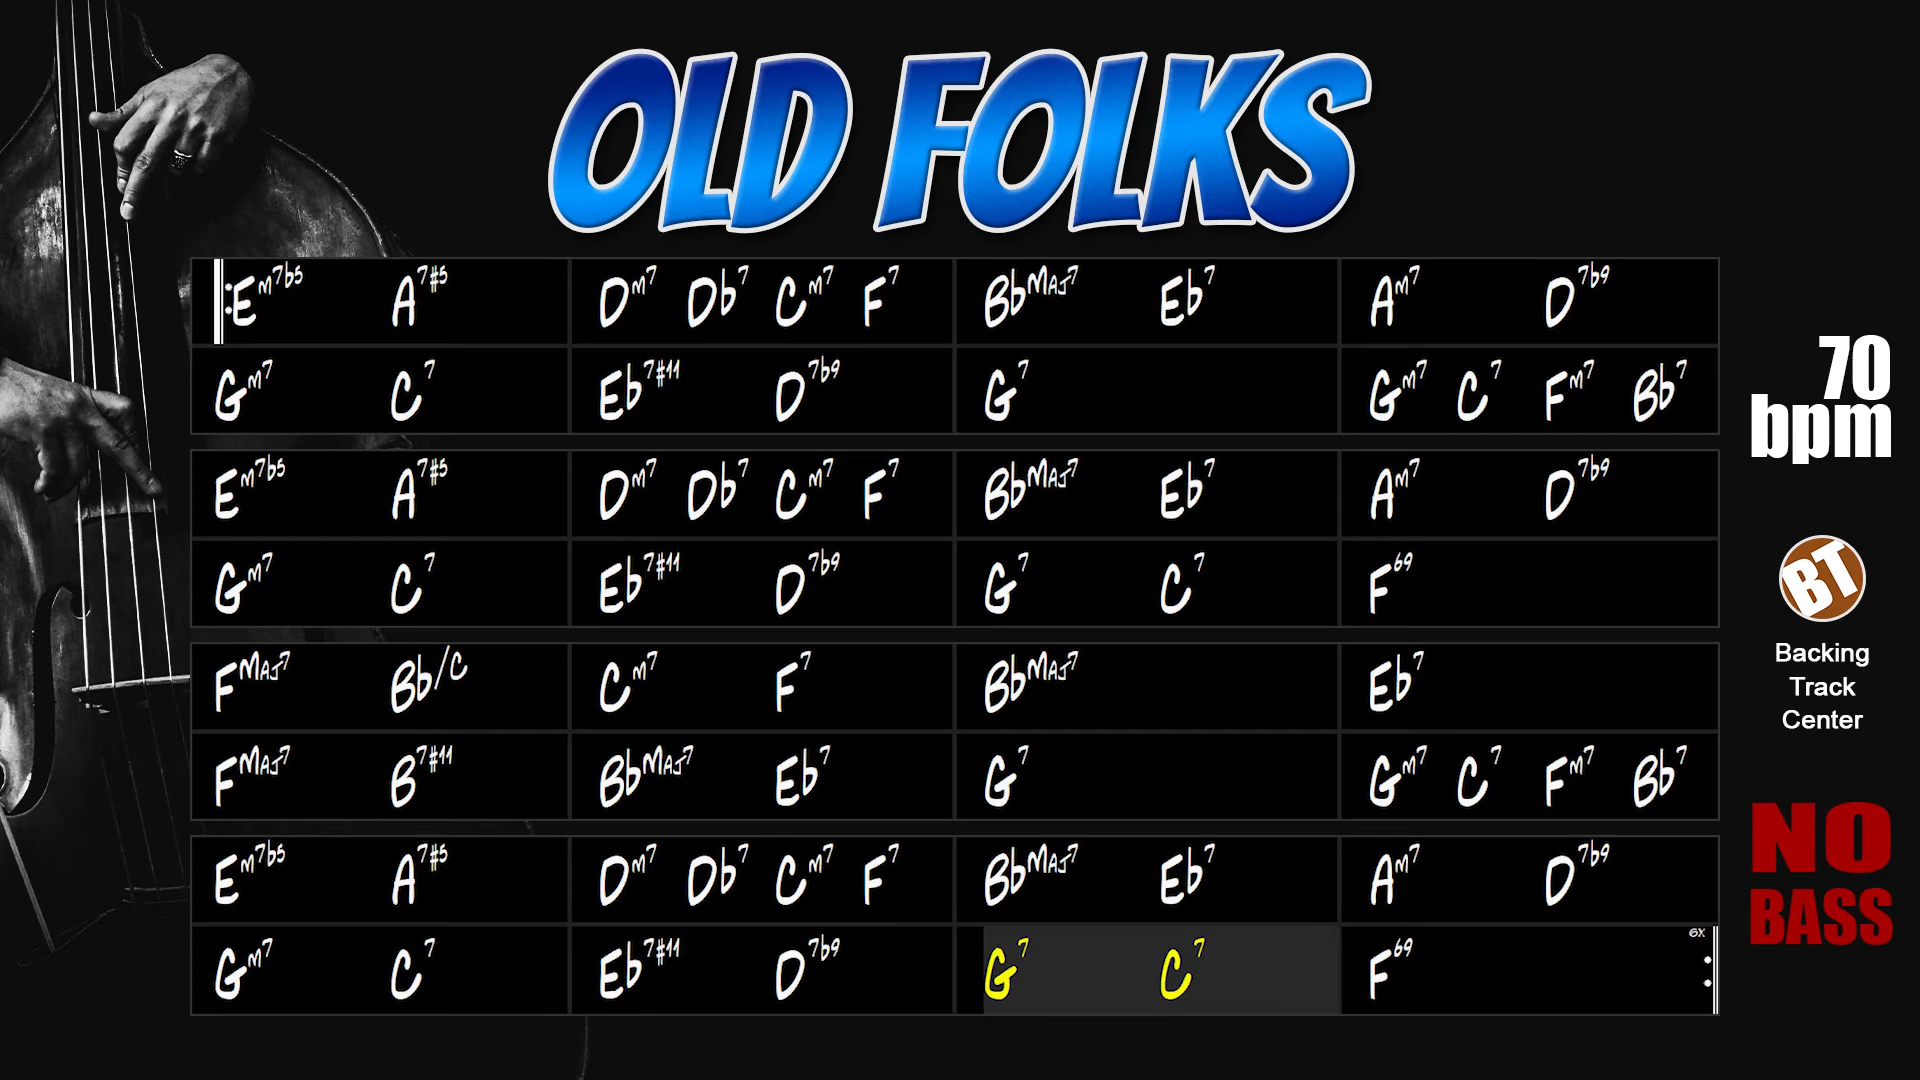 OLD FOLKS
Em7b5 A7#5 Dm7 Db7 Cm7 F7 BbMAJ7 Eb7 Am7 D7b9
Gm7 C7 Eb7#11 D7b9 G7 Gm7 C7 Fm7 Bb7
Em7b5 A7#5 Dm7 Db7 Cm7 F7 BbMAJ7 Eb7 Am7 D7b9
Gm7 C7 Eb7#11 D7b9 G7 C7 F69
FMAJ7 Bb/C Cm7 F7 BbMAJ7 Eb7
FMAJ7 B7#11 BbMAJ7 Eb7 G7 Gm7 C7 Fm7 Bb7
Em7b5 A7#5 Dm7 Db7 Cm7 F7 BbMAJ7 Eb7 Am7 D7b9
Gm7 C7 Eb7#11 D7b9 G7 C7 F69 6x
70
bpm
BT
Backing
Track
Center
NO
BASS